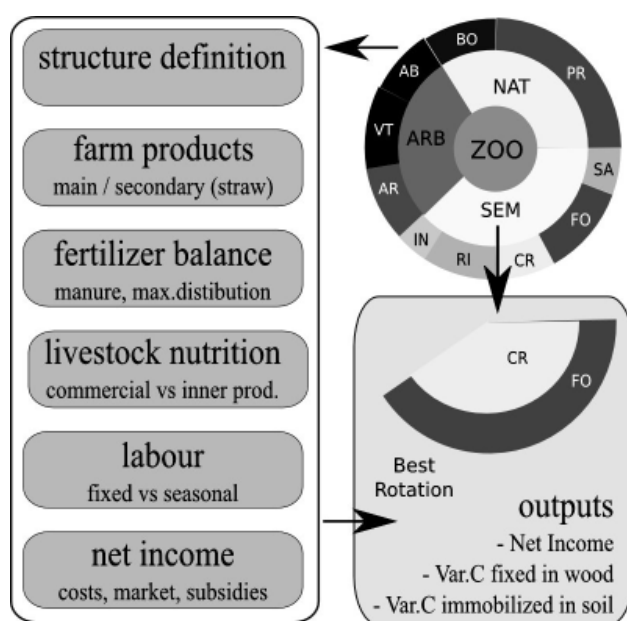 structure definition
farm products
main / secondary (straw)
fertilizer balance
manure, max.distibution
livestock nutrition
commercial vs inner prod.
labour
fixed vs seasonal
net income
costs, market, subsidies
BO
PR
AB
NAT
VT
ARB
ZOO
SA
AR
SEM
FO
IN
RI
CR
CR
FO
Best
Rotation
outputs
- Net Income
- Var.C fixed in wood
- Var.C immobilized in soil